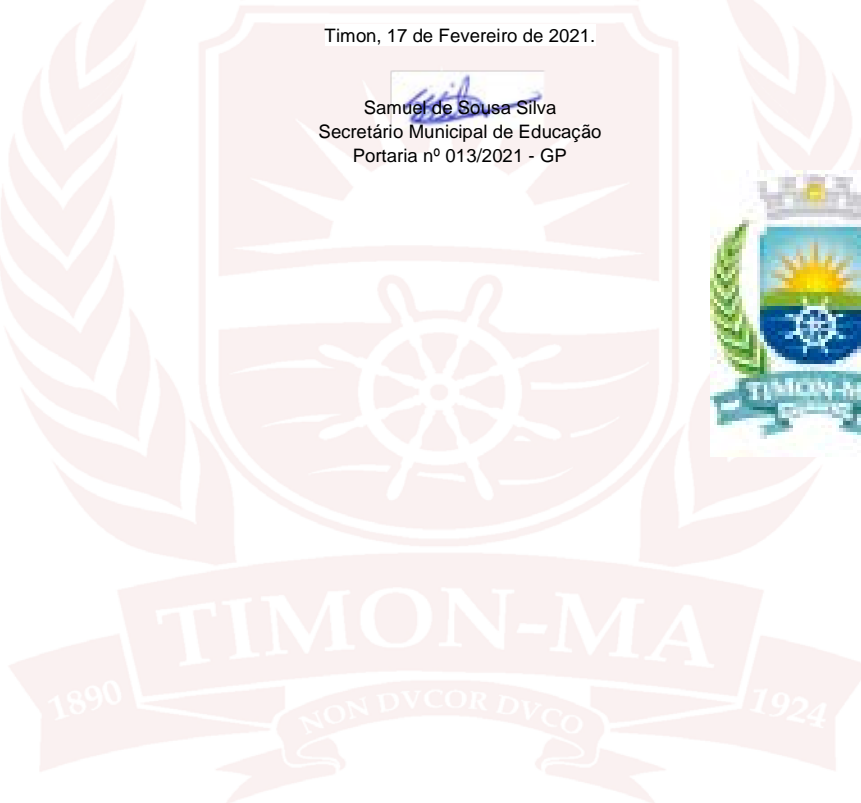 Timon, 17 de Fevereiro de 2021.
Samuel de Sousa Silva
Secretário Municipal de Educação
Portaria nº 013/2021 - GP
TIMON-M
TIMON-MA
1890
NON DVCOR DVCO
1924